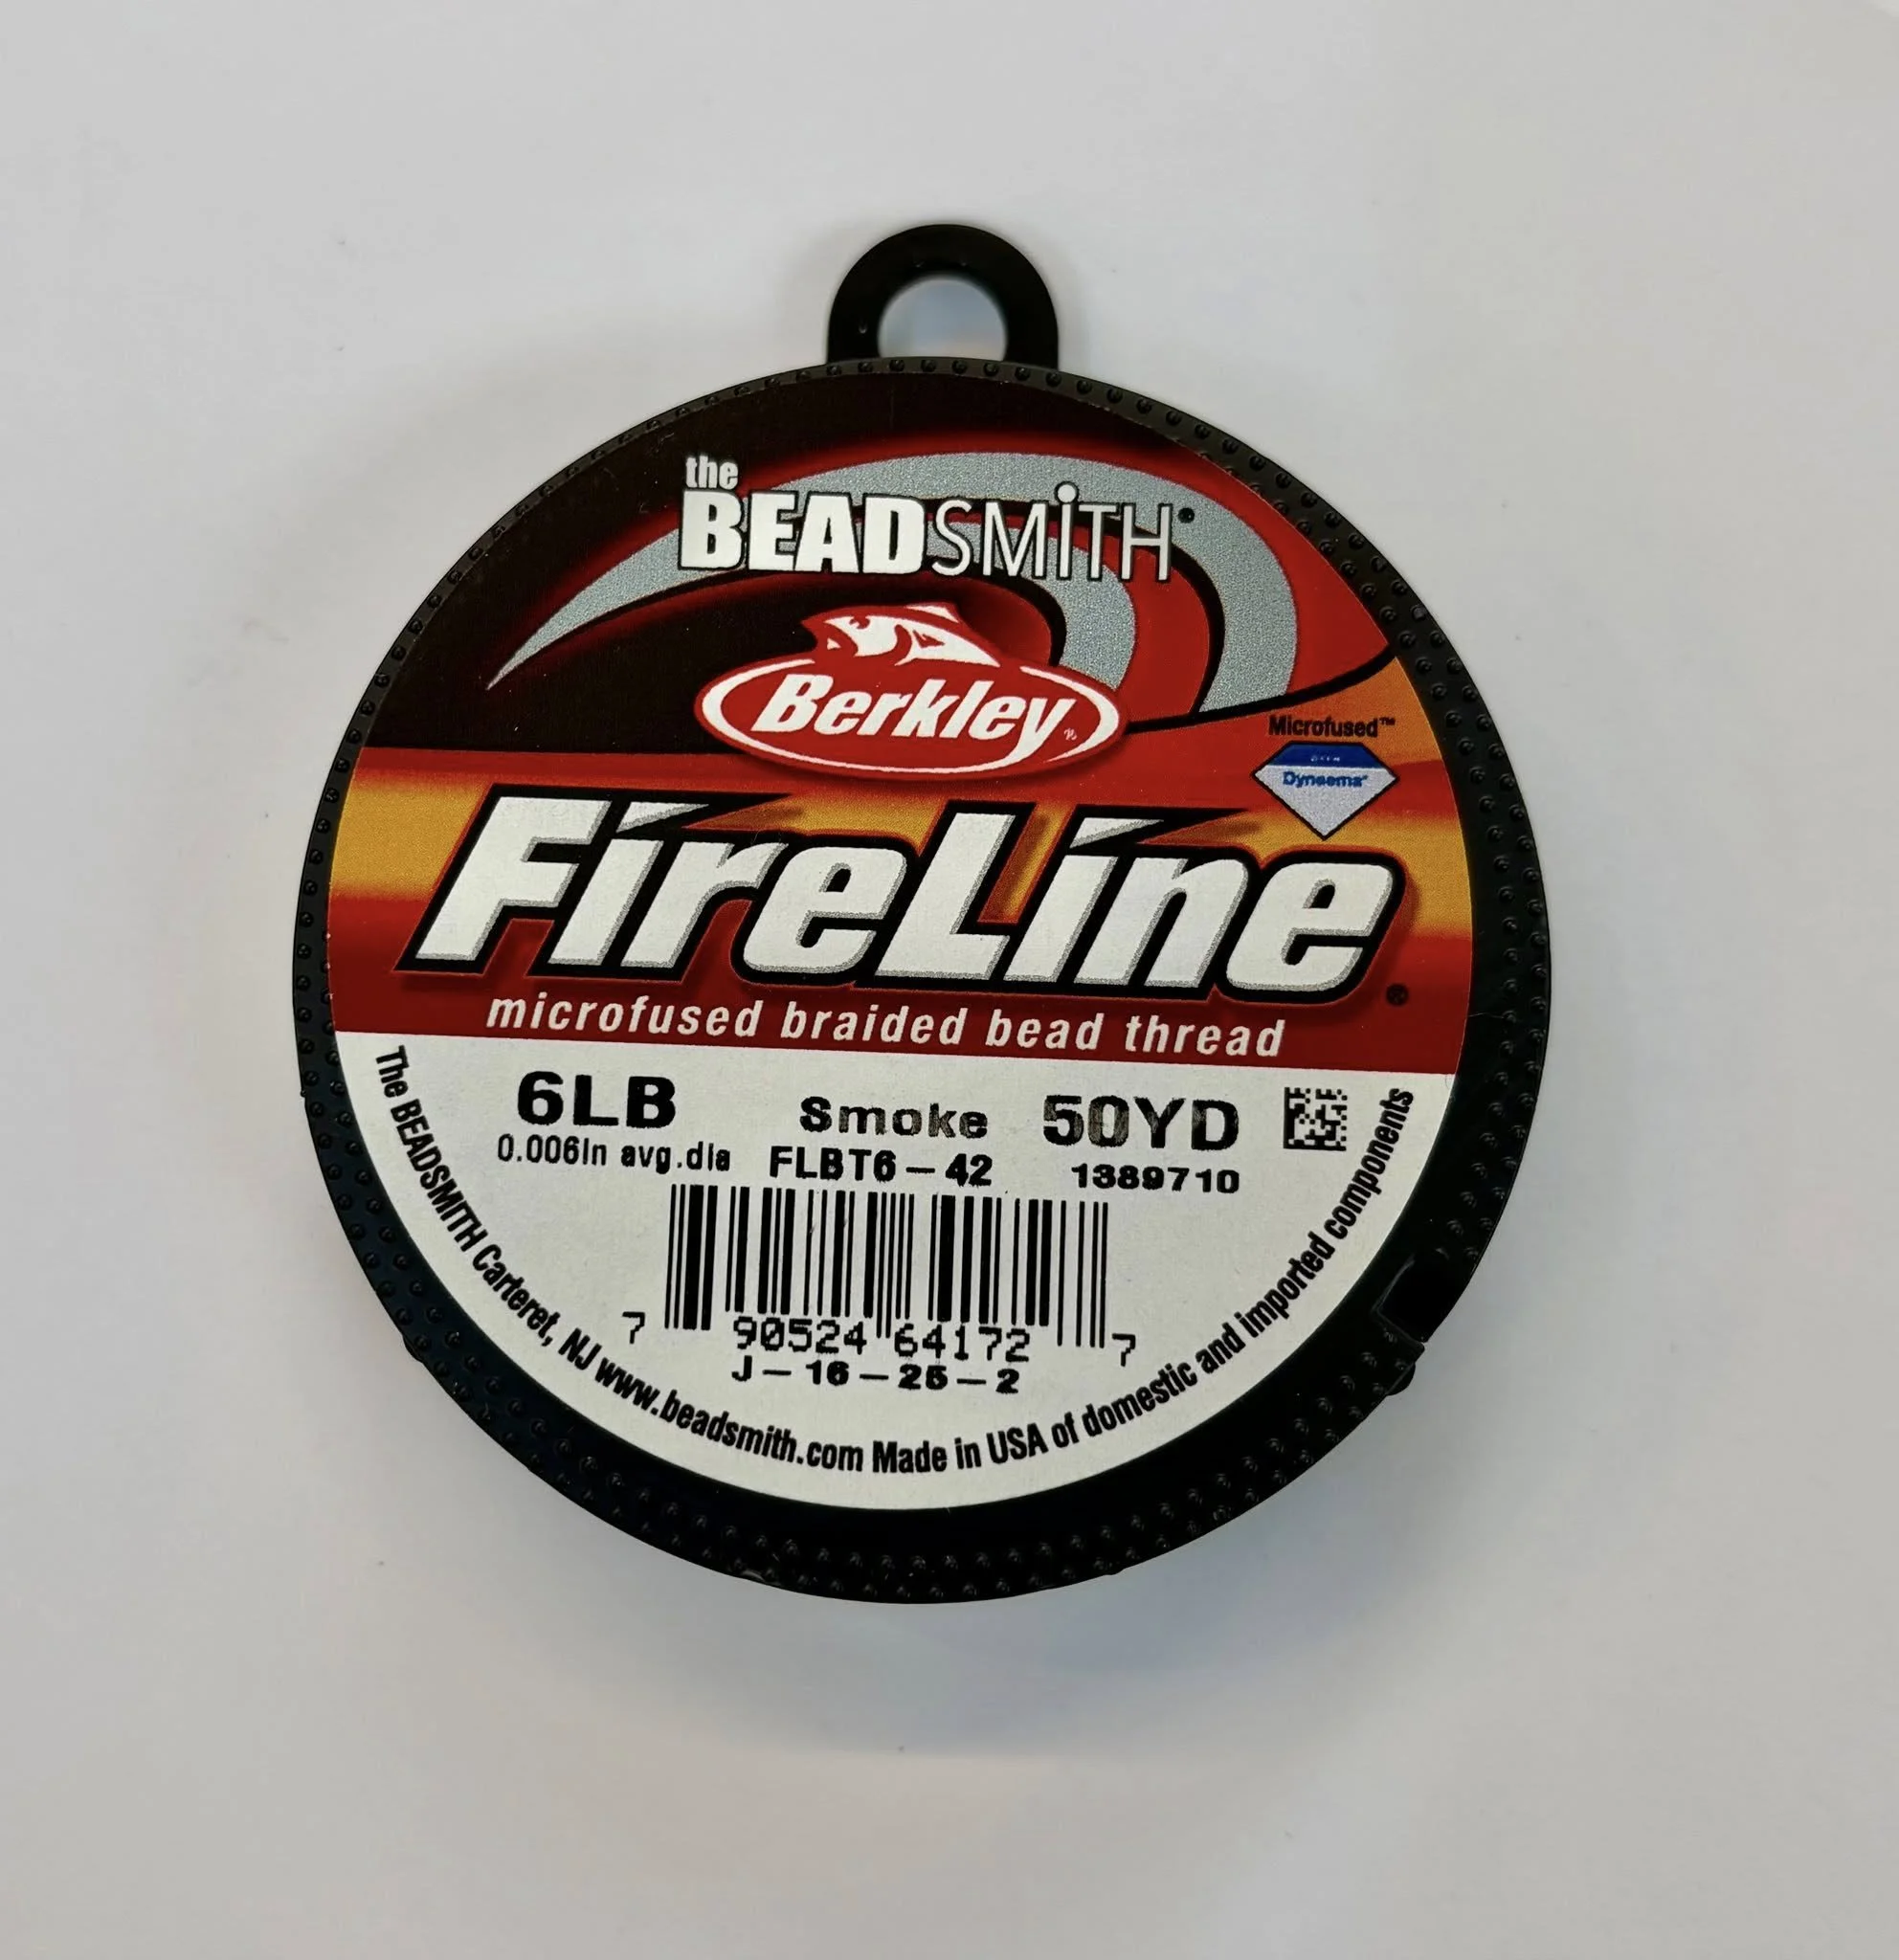 the
BEADSMITH
Berkley®
Microfused™
Dyneema®
FireLine®
microfused braided bead thread
6LB Smoke 50YD
0.006In avg.dia FLBT6-42 1389710
7 90524 64172 7
J-16-25-2
The BEADSMITH Carteret, NJ www.beadsmith.com Made in USA of domestic and imported components